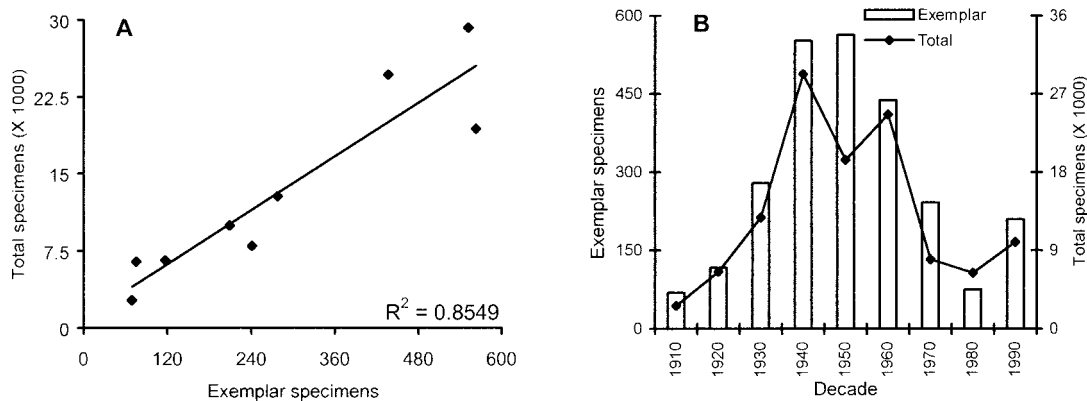 A
Total specimens (X 1000)
30
22.5
15
7.5
0
R² = 0.8549
0 120 240 360 480 600
Exemplar specimens
B
Exemplar
Total
Exemplar specimens
600
450
300
150
0
Total specimens (X 1000)
36
27
18
9
0
1910 1920 1930 1940 1950 1960 1970 1980 1990
Decade